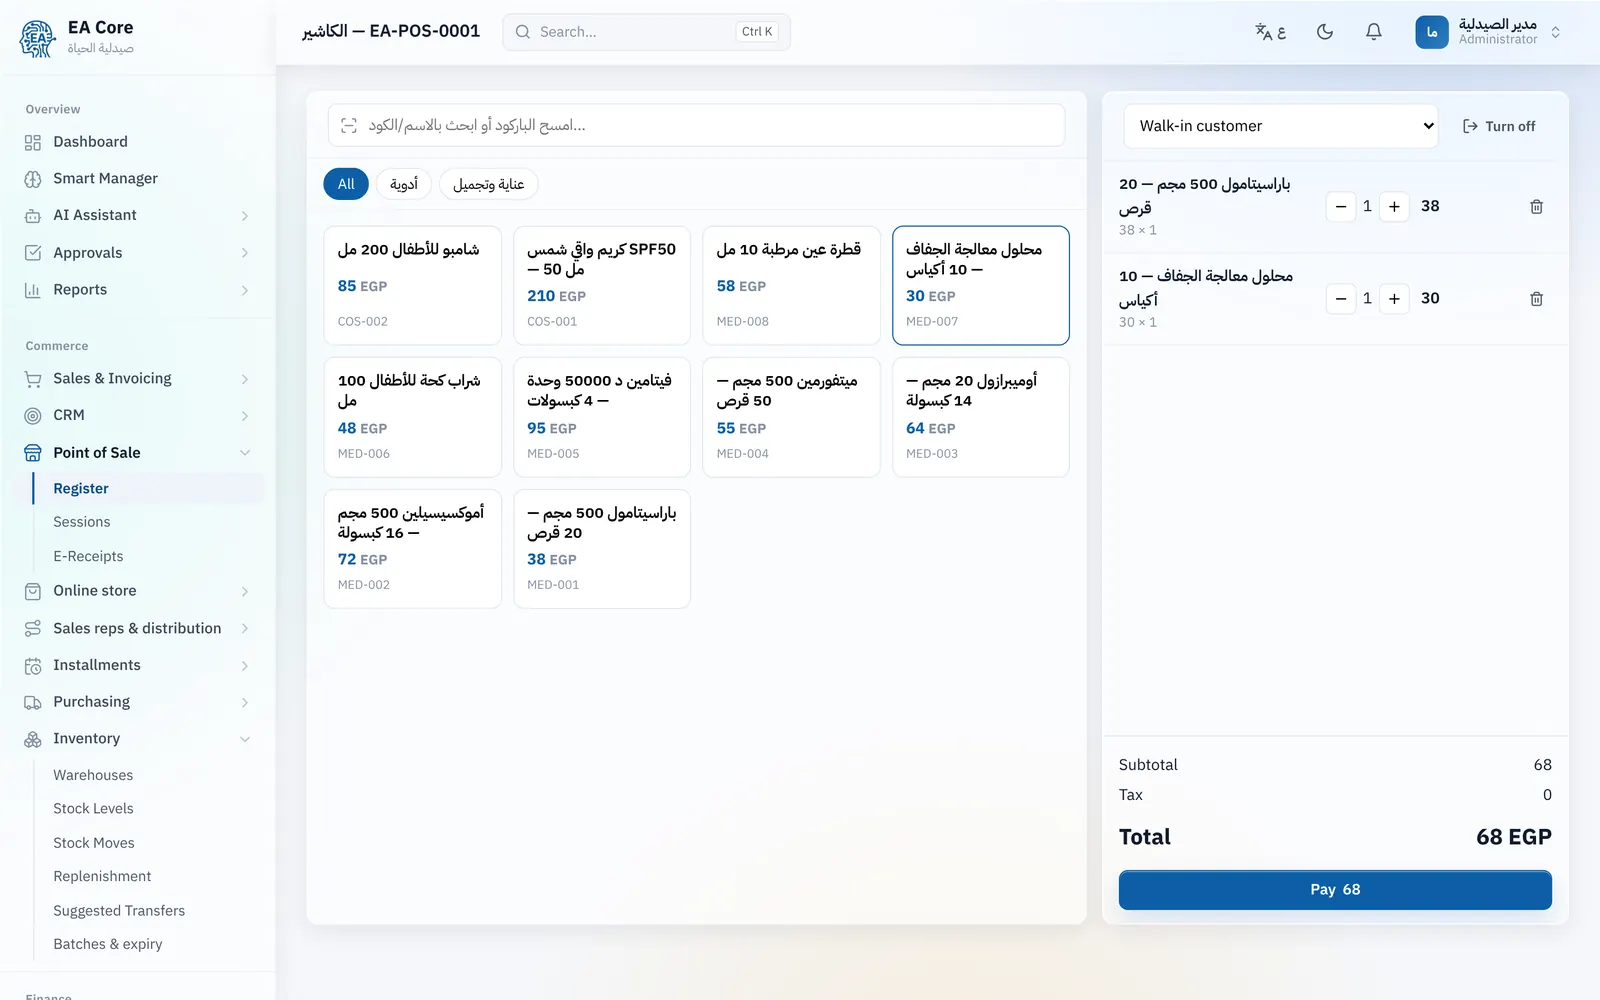 EA Core
صيدلية الحياة
الكاشير — EA-POS-0001
Search...
Ctrl K
ع
ما
مدير الصيدلية
Administrator
Overview
Dashboard
Smart Manager
AI Assistant
Approvals
Reports
Commerce
Sales & Invoicing
CRM
Point of Sale
Register
Sessions
E-Receipts
Online store
Sales reps & distribution
Installments
Purchasing
Inventory
Warehouses
Stock Levels
Stock Moves
Replenishment
Suggested Transfers
Batches & expiry
Finance
امسح الباركود أو ابحث بالاسم/الكود...
All
أدوية
عناية وتجميل
شامبو للأطفال 200 مل
85 EGP
COS-002
كريم واقي شمس SPF50
— 50 مل
210 EGP
COS-001
قطرة عين مرطبة 10 مل
58 EGP
MED-008
محلول معالجة الجفاف
— 10 أكياس
30 EGP
MED-007
شراب كحة للأطفال 100
مل
48 EGP
MED-006
فيتامين د 50000 وحدة
— 4 كبسولات
95 EGP
MED-005
ميتفورمين 500 مجم —
50 قرص
55 EGP
MED-004
أوميبرازول 20 مجم —
14 كبسولة
64 EGP
MED-003
أموكسيسيلين 500 مجم
— 16 كبسولة
72 EGP
MED-002
باراسيتامول 500 مجم —
20 قرص
38 EGP
MED-001
Walk-in customer
Turn off
باراسيتامول 500 مجم — 20
قرص
38 × 1
− 1 + 38
محلول معالجة الجفاف — 10
أكياس
30 × 1
− 1 + 30
Subtotal 68
Tax 0
Total 68 EGP
Pay 68